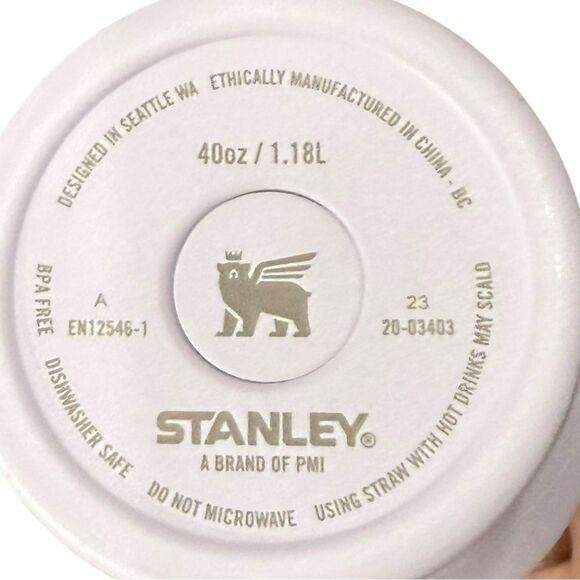 DESIGNED IN SEATTLE WA ETHICALLY MANUFACTURED IN CHINA - BC
40oz / 1.18L
A
EN12546-1
23
20-03403
STANLEY®
A BRAND OF PMI
BPA FREE DISHWASHER SAFE DO NOT MICROWAVE USING STRAW WITH HOT DRINKS MAY SCALD